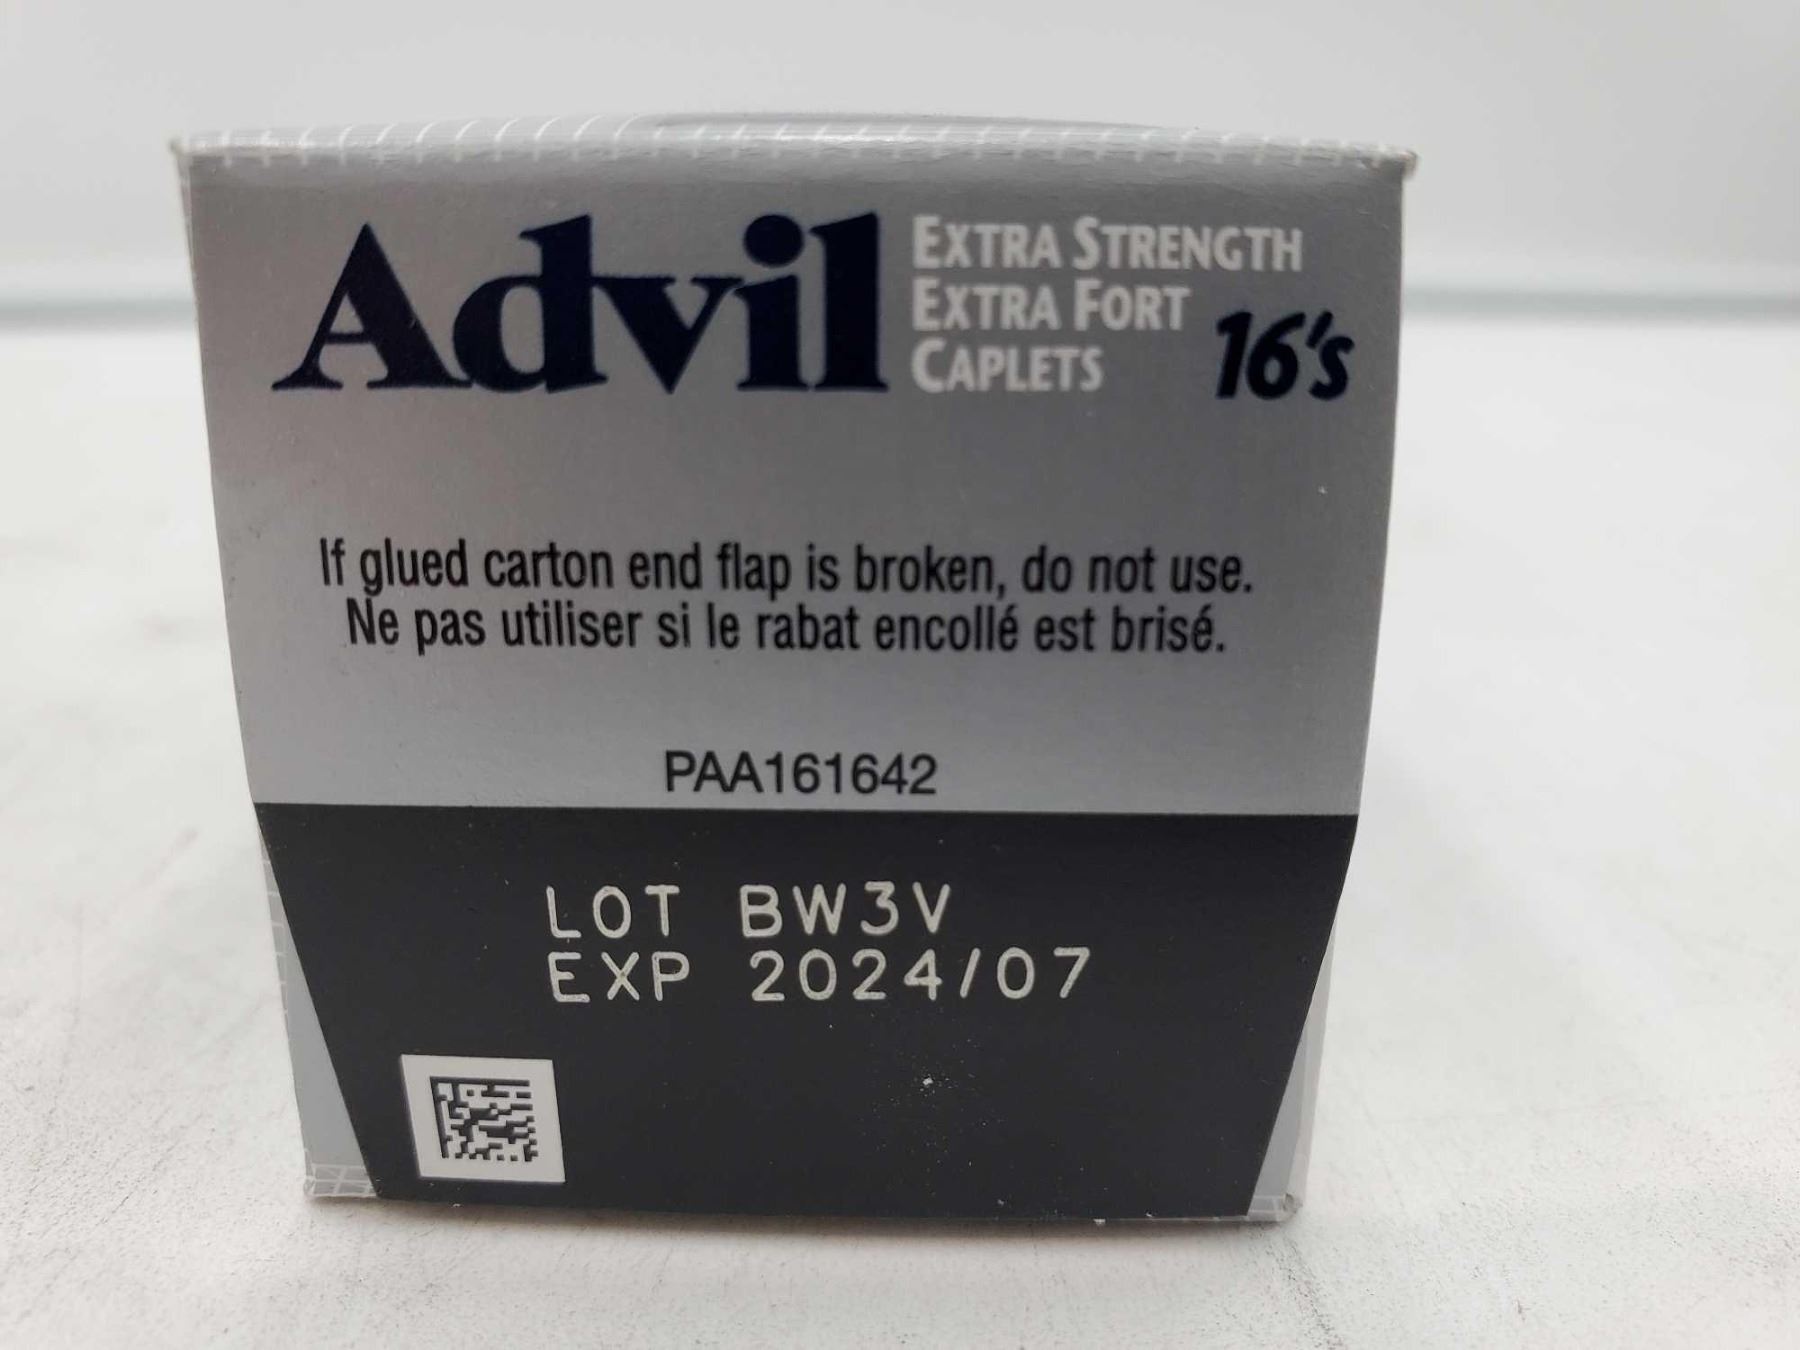 Advil
EXTRA STRENGTH
EXTRA FORT
CAPLETS
16's
If glued carton end flap is broken, do not use.
Ne pas utiliser si le rabat encollé est brisé.
PAA161642
LOT BW3V
EXP 2024/07